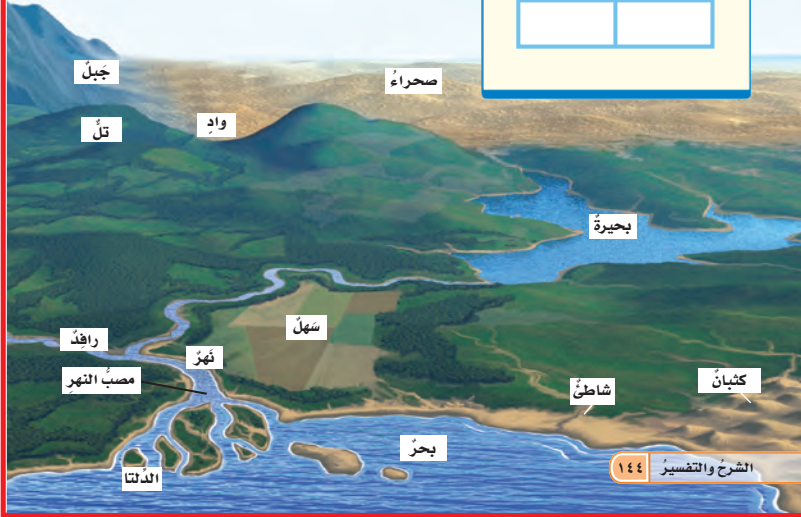 جَبلٌ
صحراءُ
تلٌّ
وادٍ
بحيرةٌ
سَهلٌ
رافِدٌ
نَهرٌ
مصبُّ النهرِ
كثبانٌ
شاطئٌ
بحرٌ
الدِّلتا
الشرحُ والتفسيرُ ١٤٤